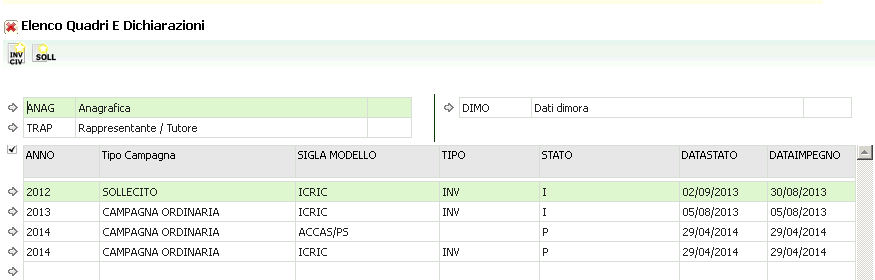 Elenco Quadri E Dichiarazioni
INV CIV SOLL
ANAG Anagrafica DIMO Dati dimora
TRAP Rappresentante / Tutore
ANNO Tipo Campagna SIGLA MODELLO TIPO STATO DATASTATO DATAIMPEGNO
2012 SOLLECITO ICRIC INV I 02/09/2013 30/08/2013
2013 CAMPAGNA ORDINARIA ICRIC INV I 05/08/2013 05/08/2013
2014 CAMPAGNA ORDINARIA ACCAS/PS P 29/04/2014 29/04/2014
2014 CAMPAGNA ORDINARIA ICRIC INV P 29/04/2014 29/04/2014